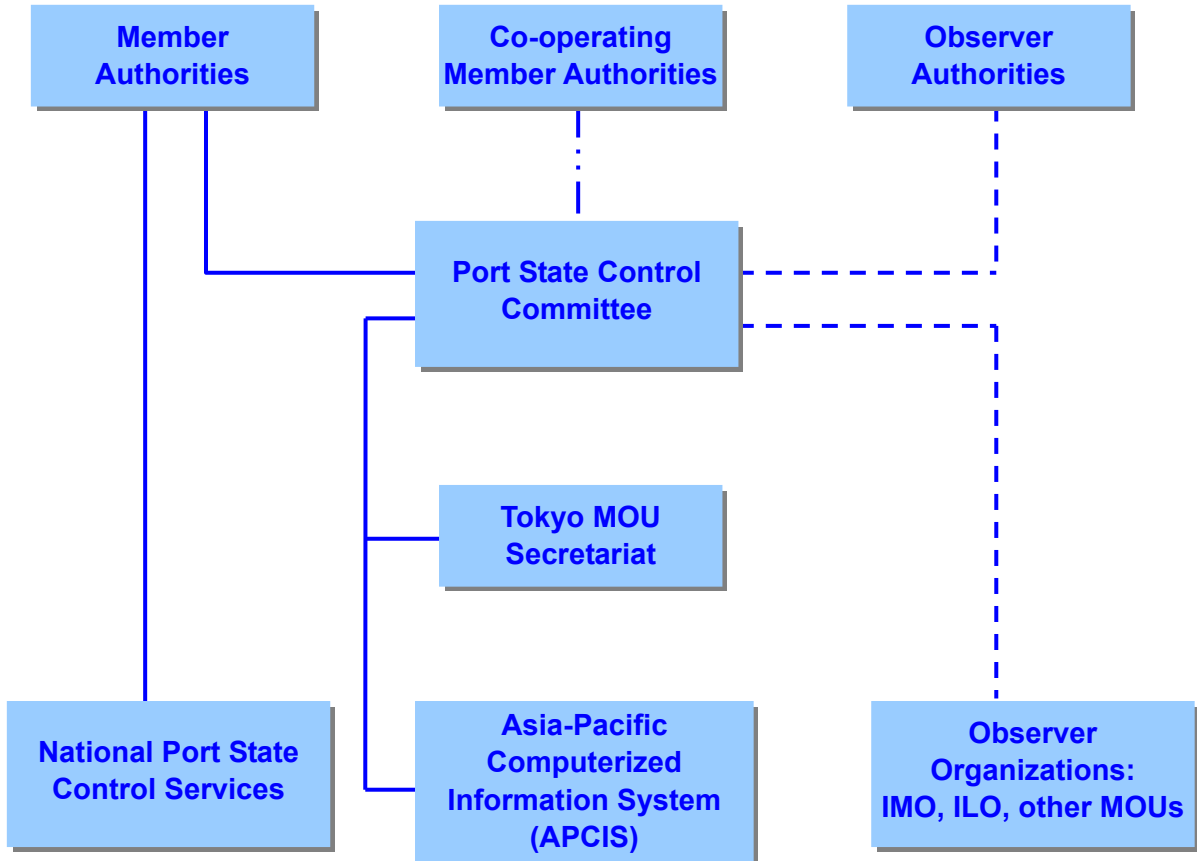 Member
Authorities
Co-operating
Member Authorities
Observer
Authorities
Port State Control
Committee
Tokyo MOU
Secretariat
National Port State
Control Services
Asia-Pacific
Computerized
Information System
(APCIS)
Observer
Organizations:
IMO, ILO, other MOUs